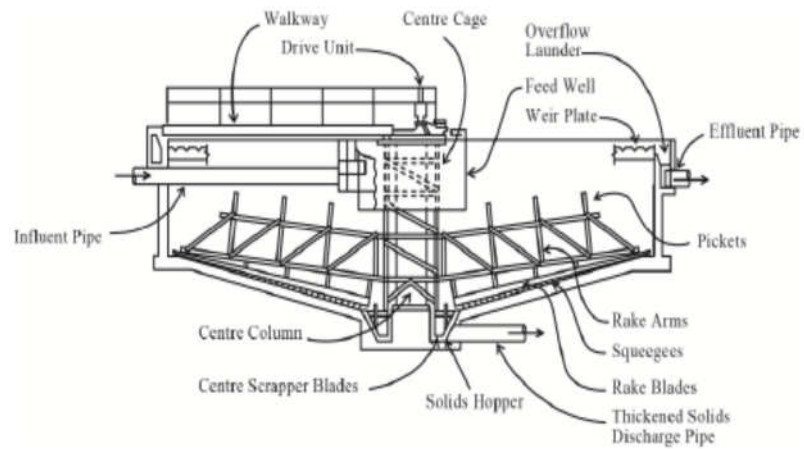 Walkway
Centre Cage
Overflow
Launder
Drive Unit
Feed Well
Weir Plate
Effluent Pipe
Influent Pipe
Pickets
Rake Arms
Centre Column
Squeegees
Centre Scrapper Blades
Rake Blades
Solids Hopper
Thickened Solids
Discharge Pipe